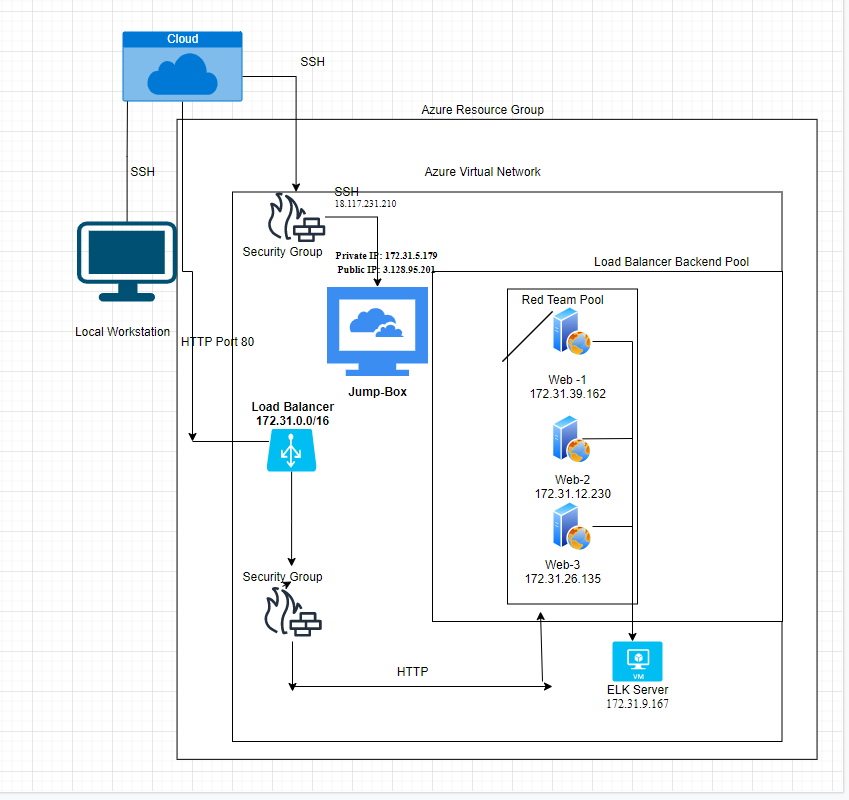 Cloud
SSH
Azure Resource Group
SSH
Azure Virtual Network
SSH
18.117.231.210
Security Group
Private IP: 172.31.5.179
Public IP: 3.128.95.201
Load Balancer Backend Pool
Red Team Pool
Local Workstation
HTTP Port 80
Web -1
172.31.39.162
Jump-Box
Load Balancer
172.31.0.0/16
Web-2
172.31.12.230
Web-3
172.31.26.135
Security Group
HTTP
VM
ELK Server
172.31.9.167